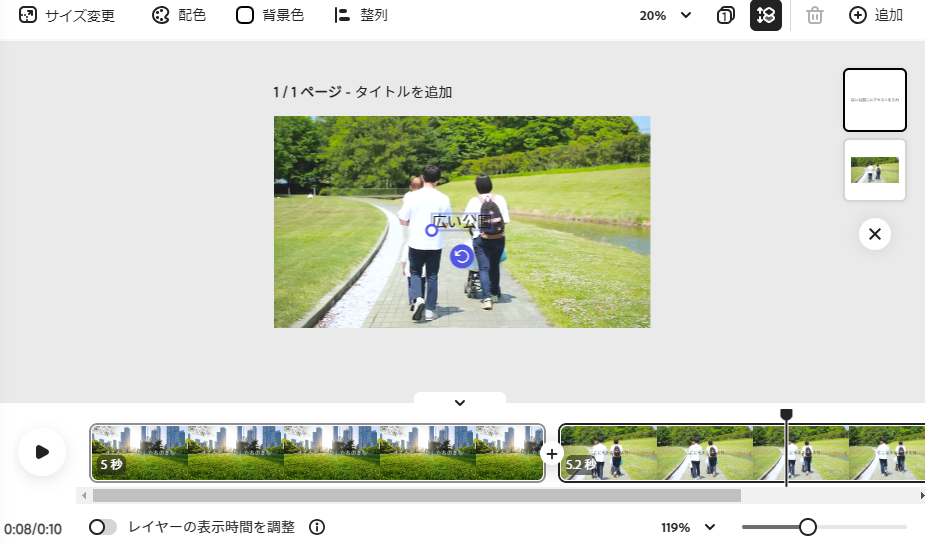 サイズ変更 配色 背景色 整列 20% 1 追加
1 / 1 ページ - タイトルを追加
広い公園
5 秒
5.2 秒
0:08/0:10 レイヤーの表示時間を調整 119%